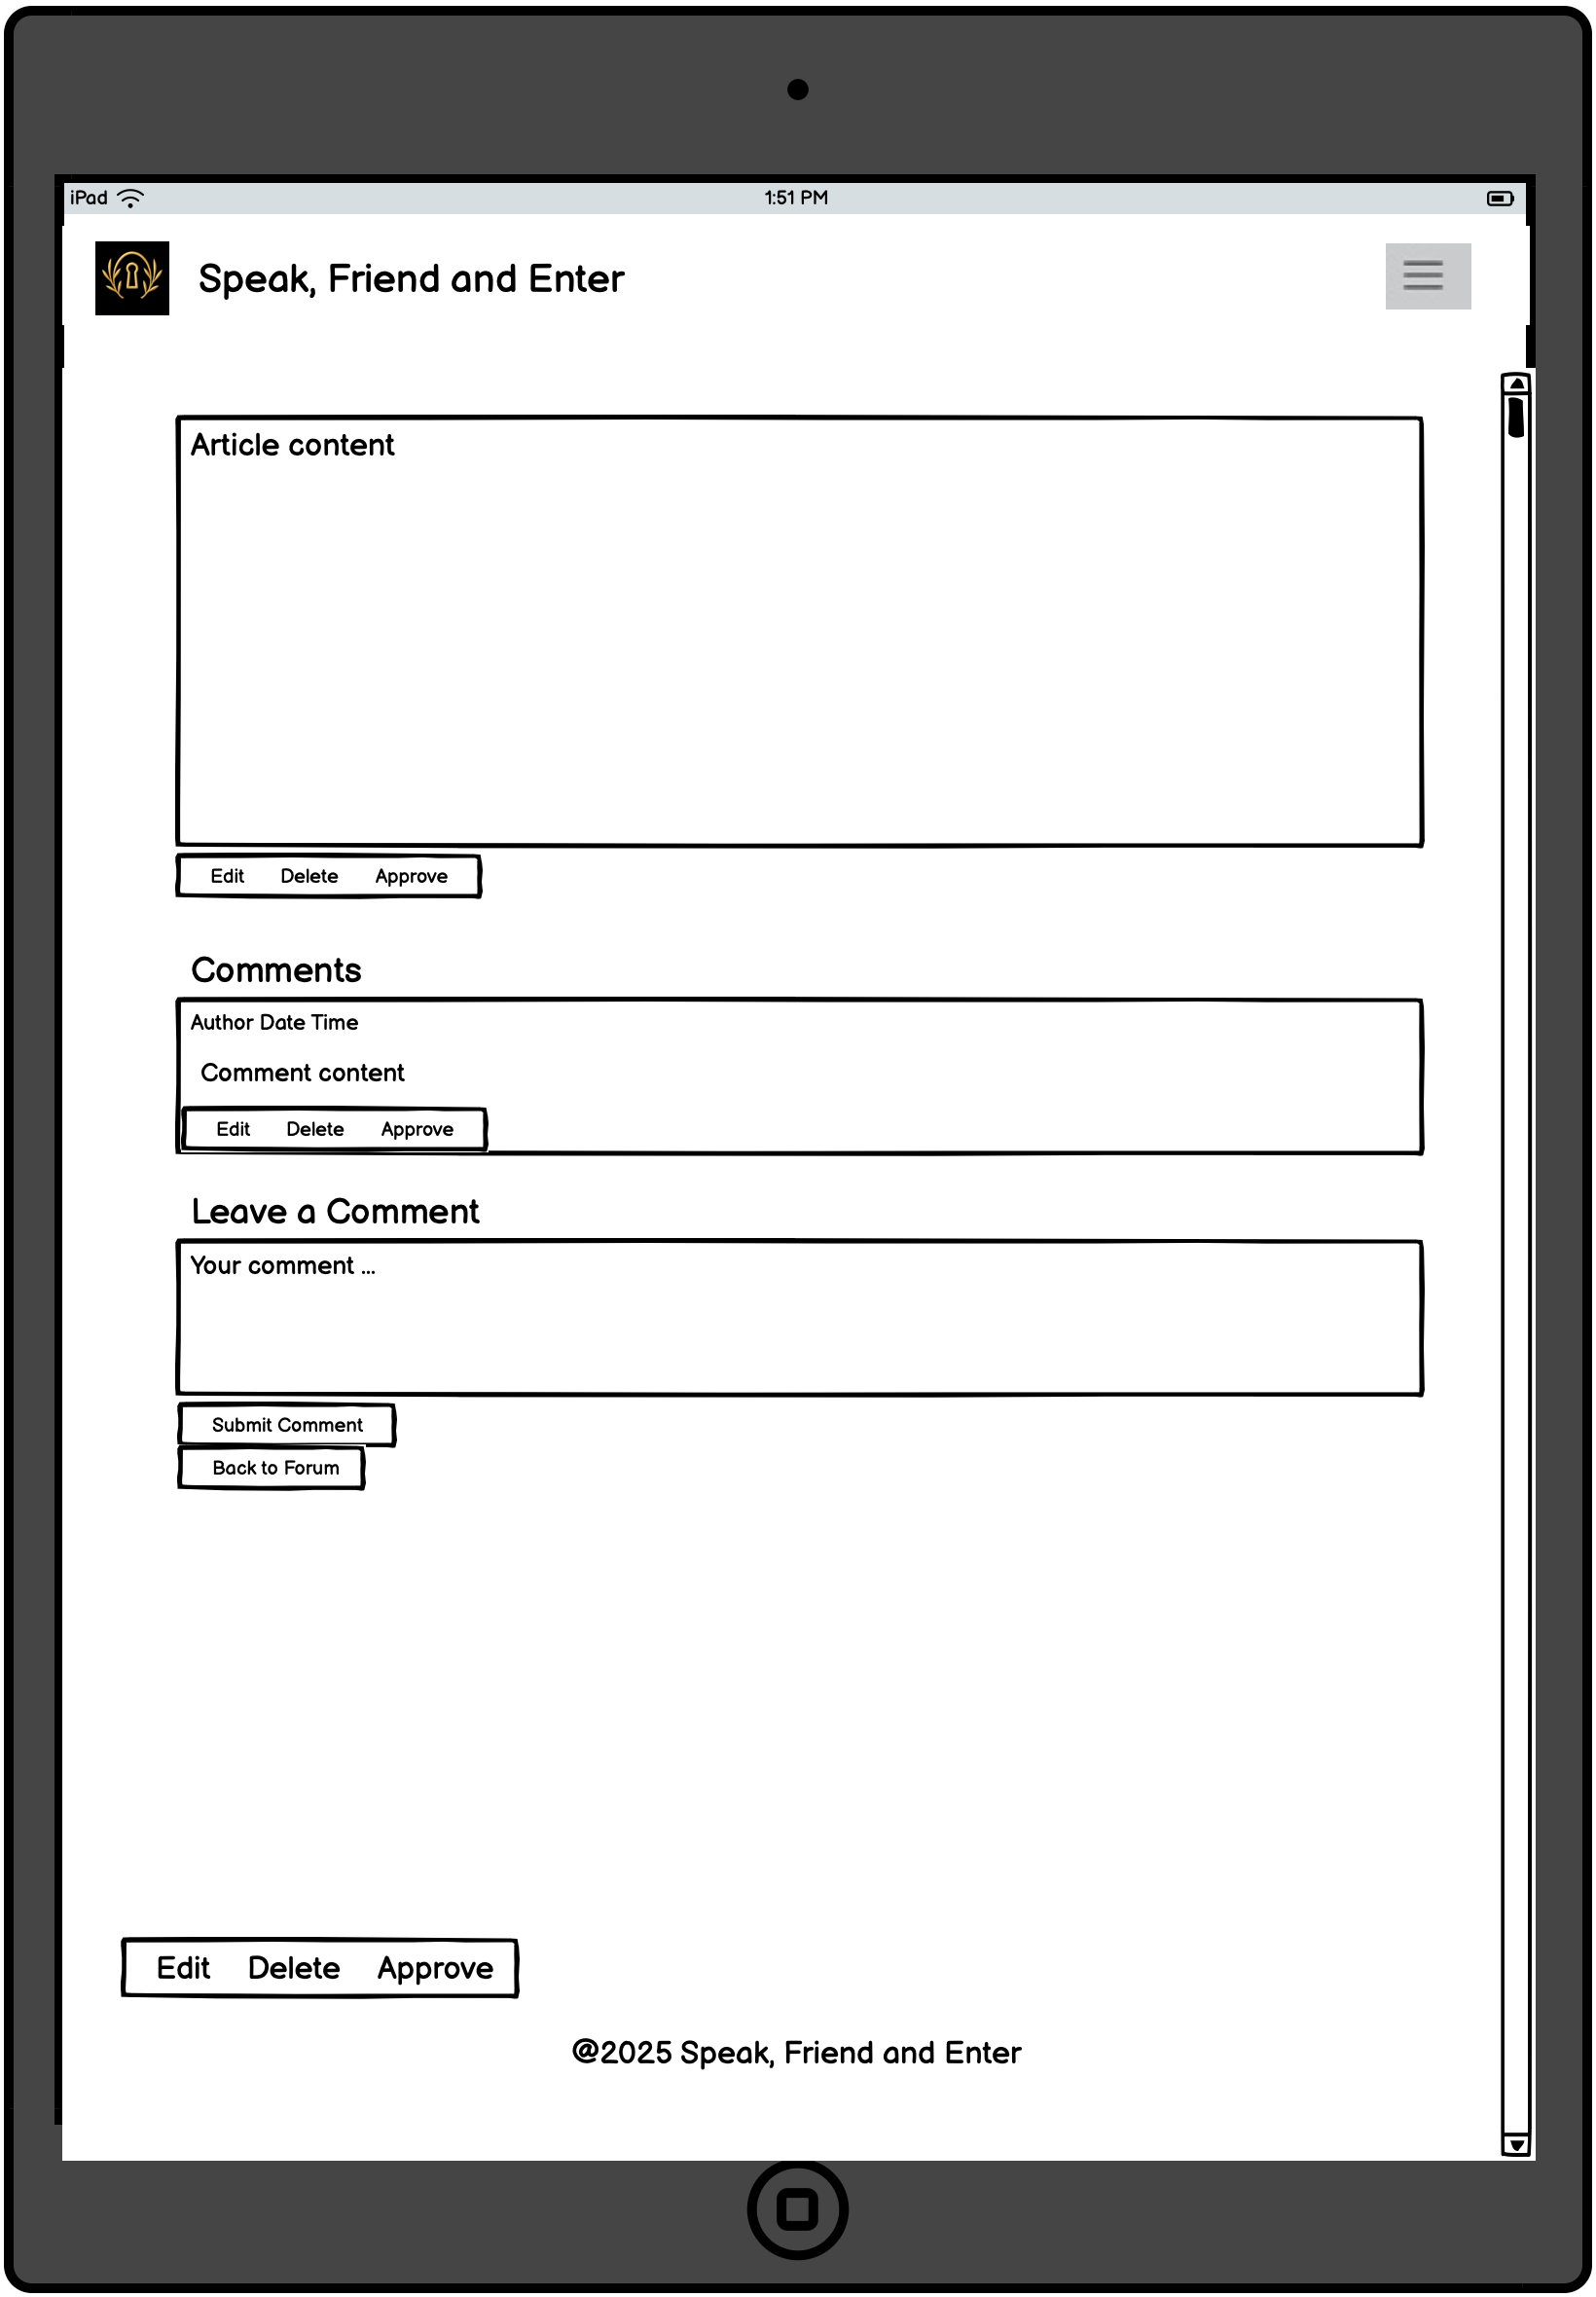 iPad 1:51 PM
Speak, Friend and Enter
Article content
Edit Delete Approve
Comments
Author Date Time
Comment content
Edit Delete Approve
Leave a Comment
Your comment ...
Submit Comment
Back to Forum
Edit Delete Approve
@2025 Speak, Friend and Enter